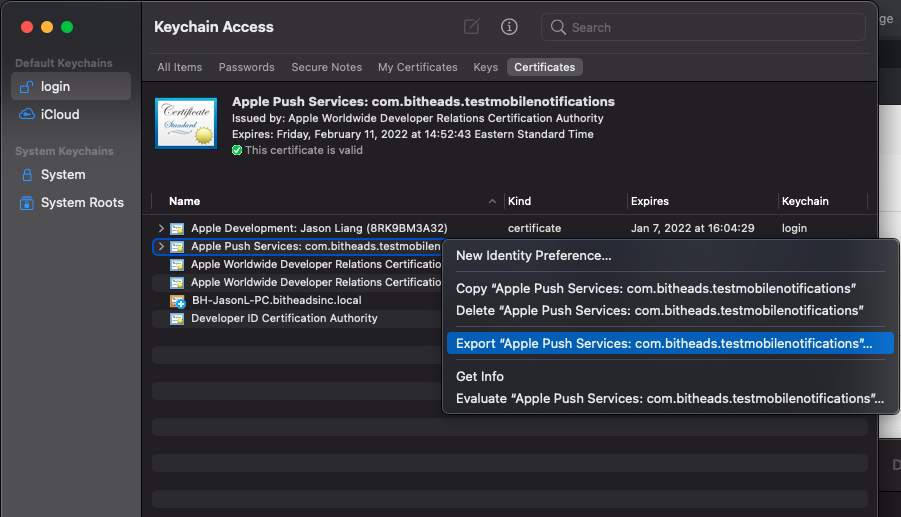 Keychain Access
Search
ge
Default Keychains
login
iCloud
System Keychains
System
System Roots
All Items Passwords Secure Notes My Certificates Keys Certificates
Certificate
Standard
Apple Push Services: com.bitheads.testmobilenotifications
Issued by: Apple Worldwide Developer Relations Certification Authority
Expires: Friday, February 11, 2022 at 14:52:43 Eastern Standard Time
This certificate is valid
Name Kind Expires Keychain
Apple Development: Jason Liang (8RK9BM3A32) certificate Jan 7, 2022 at 16:04:29 login
Apple Push Services: com.bitheads.testmobilen
Apple Worldwide Developer Relations Certificatio
Apple Worldwide Developer Relations Certificatio
BH-JasonL-PC.bitheadsinc.local
Developer ID Certification Authority
New Identity Preference...
Copy “Apple Push Services: com.bitheads.testmobilenotifications”
Delete “Apple Push Services: com.bitheads.testmobilenotifications”
Export “Apple Push Services: com.bitheads.testmobilenotifications”...
Get Info
Evaluate “Apple Push Services: com.bitheads.testmobilenotifications”...
D